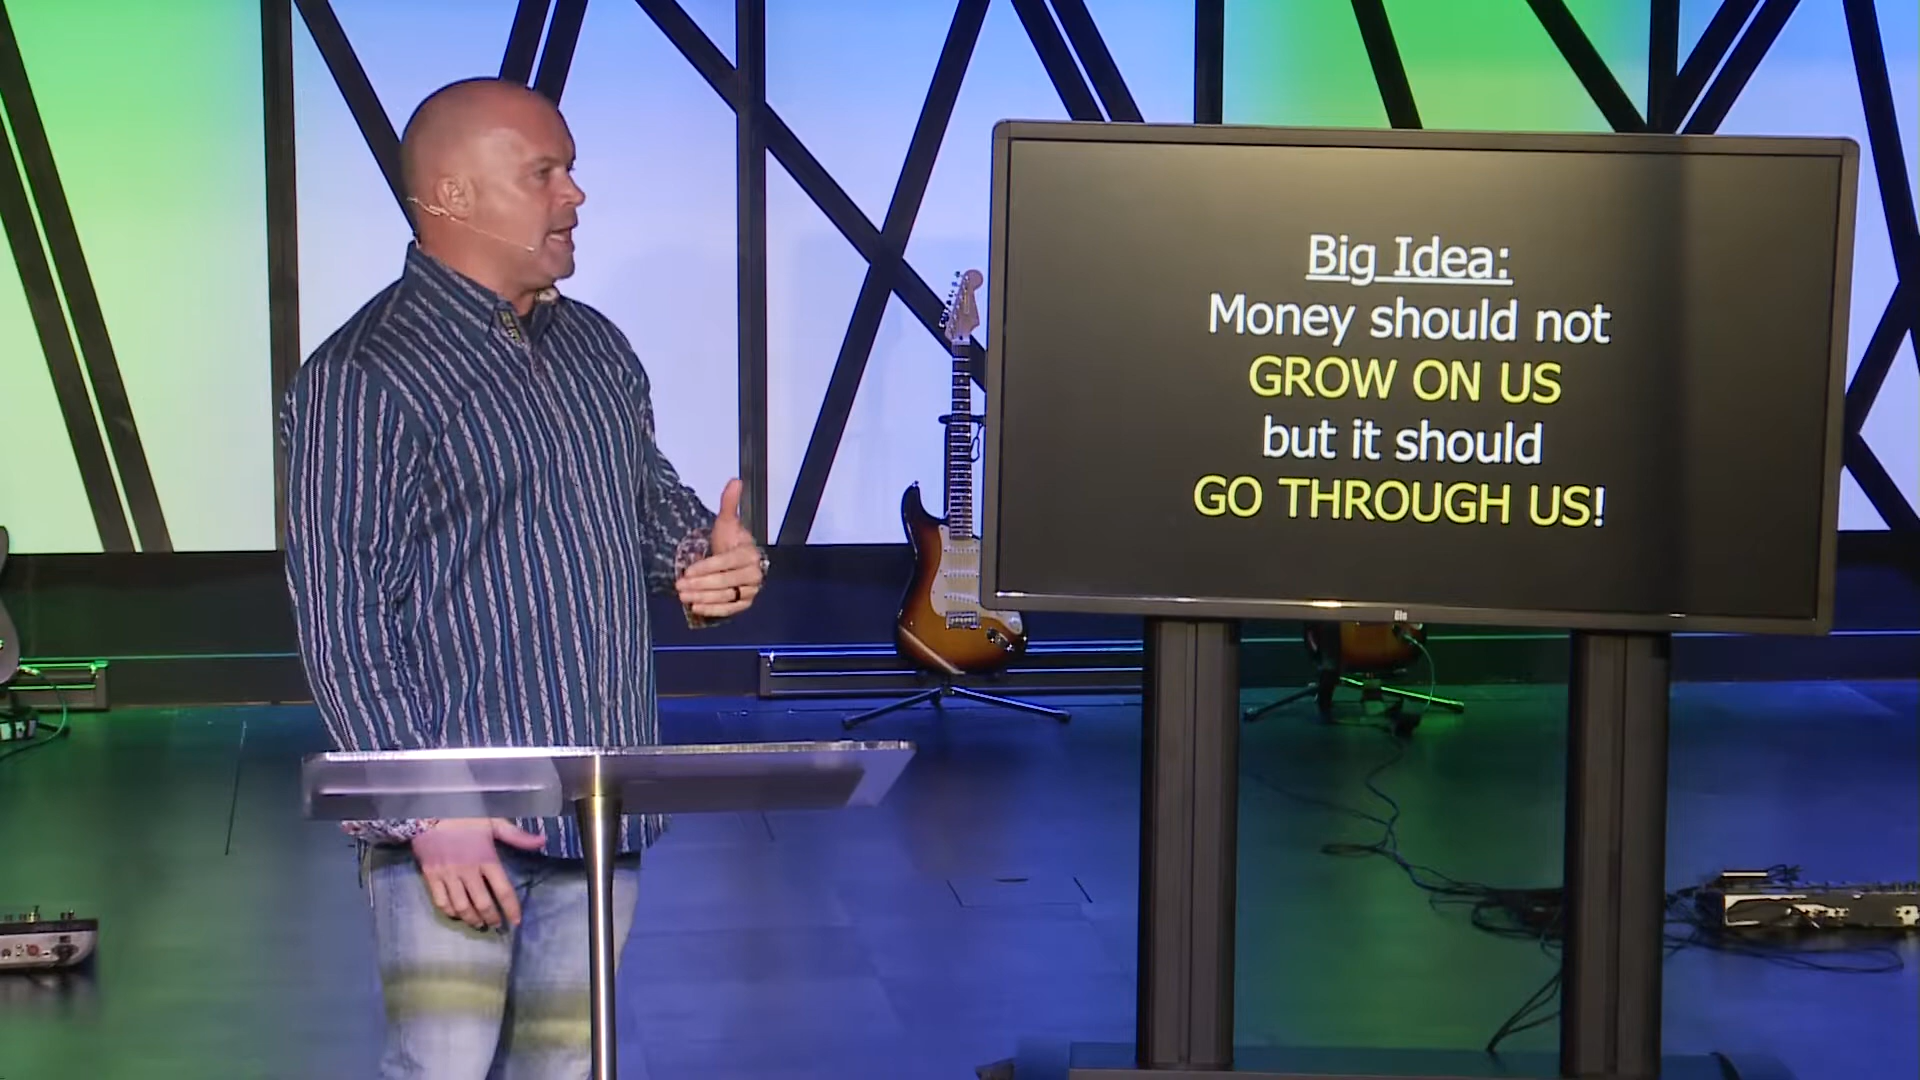 Big Idea:
Money should not
GROW ON US
but it should
GO THROUGH US!